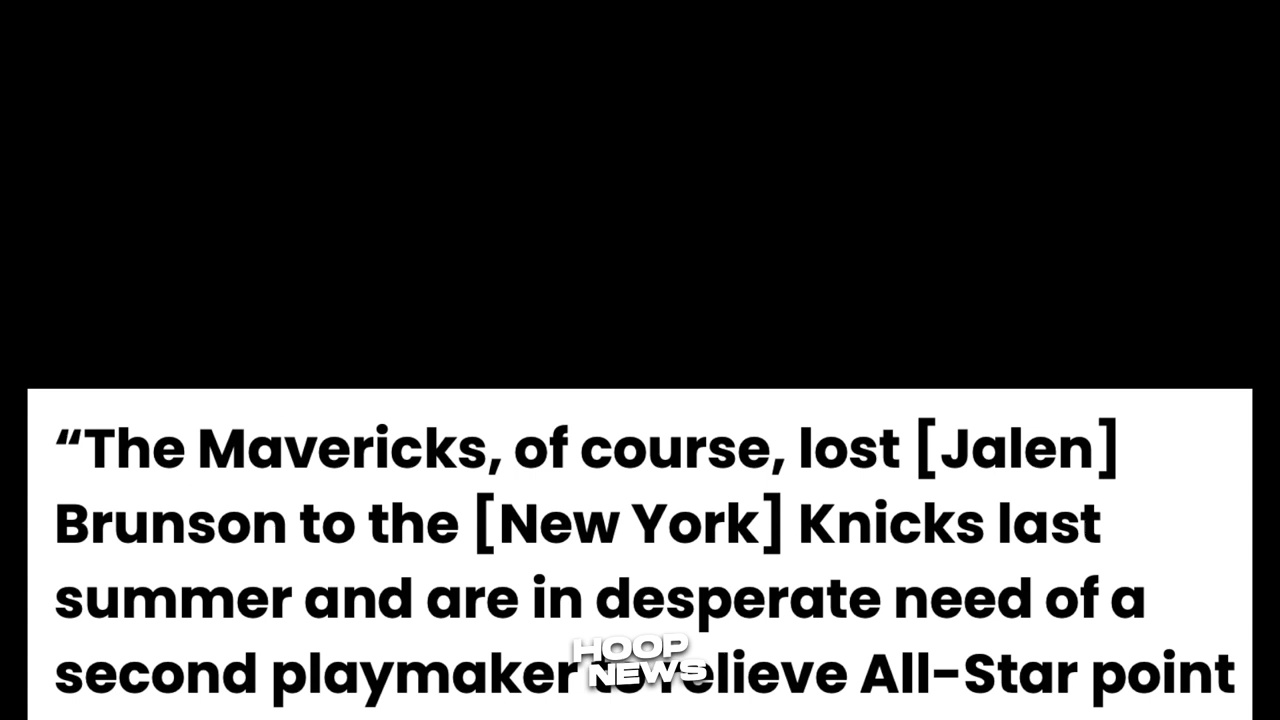 “The Mavericks, of course, lost [Jalen]
Brunson to the [New York] Knicks last
summer and are in desperate need of a
second playmaker to relieve All-Star point
HOOP
NEWS